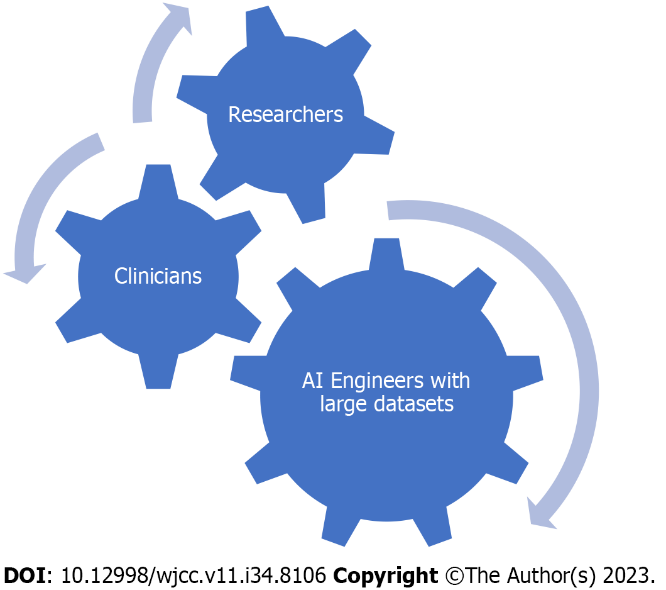 Researchers
Clinicians
AI Engineers with
large datasets
DOI: 10.12998/wjcc.v11.i34.8106 Copyright ©The Author(s) 2023.